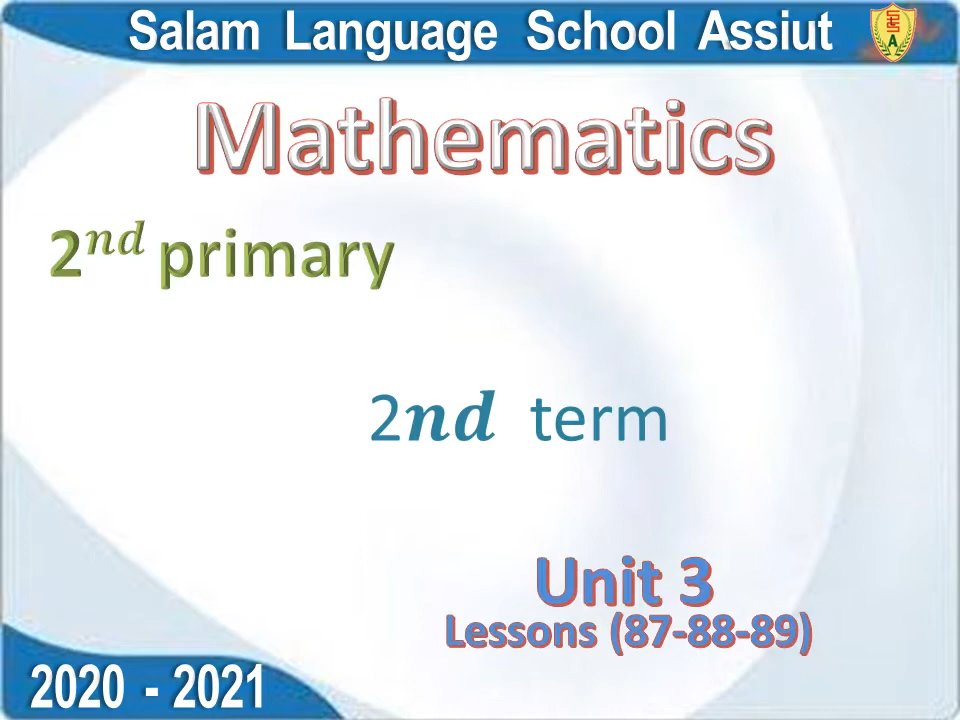 Salam Language School Assiut
Mathematics
2nd primary
2nd term
Unit 3
Lessons (87-88-89)
2020 - 2021